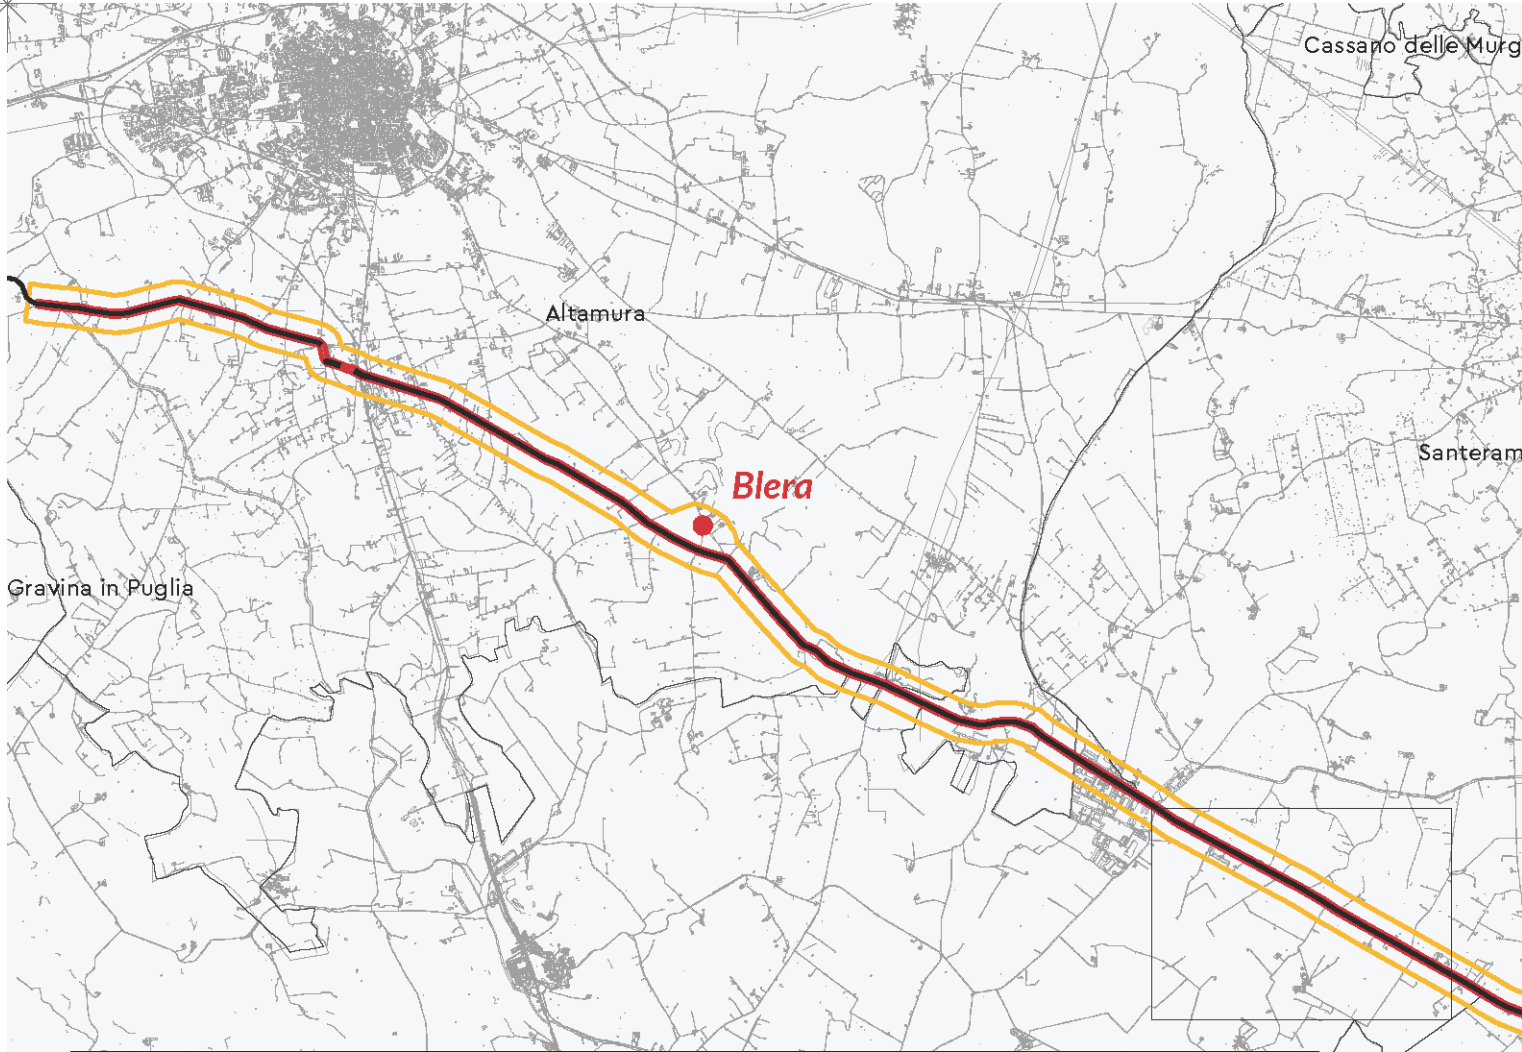 Cassano delle Murg
Altamura
Santeram
Blera
Gravina in Puglia